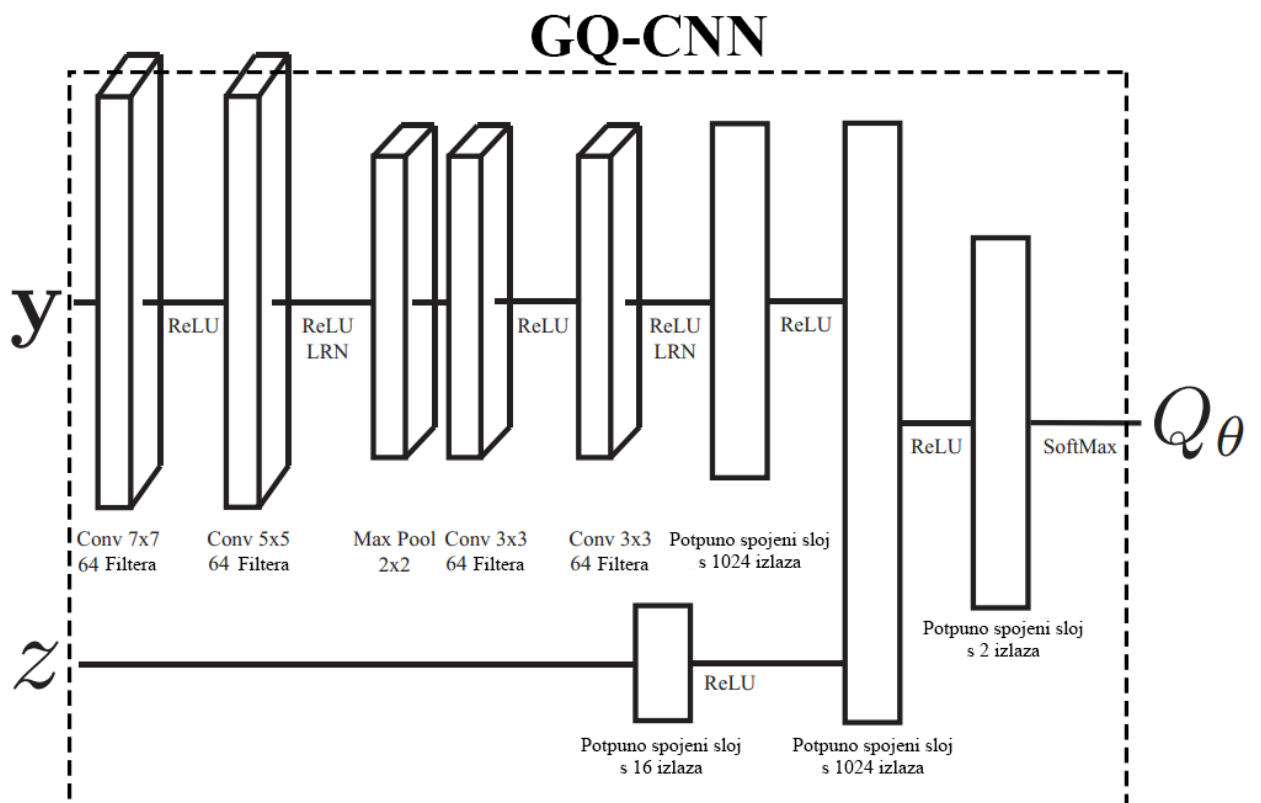 GQ-CNN
y
ReLU
ReLU
LRN
ReLU
ReLU
LRN
ReLU
ReLU
SoftMax
Q_θ
Conv 7x7
64 Filtera
Conv 5x5
64 Filtera
Max Pool
2x2
Conv 3x3
64 Filtera
Conv 3x3
64 Filtera
Potpuno spojeni sloj
s 1024 izlaza
Potpuno spojeni sloj
s 2 izlaza
z
ReLU
Potpuno spojeni sloj
s 16 izlaza
Potpuno spojeni sloj
s 1024 izlaza